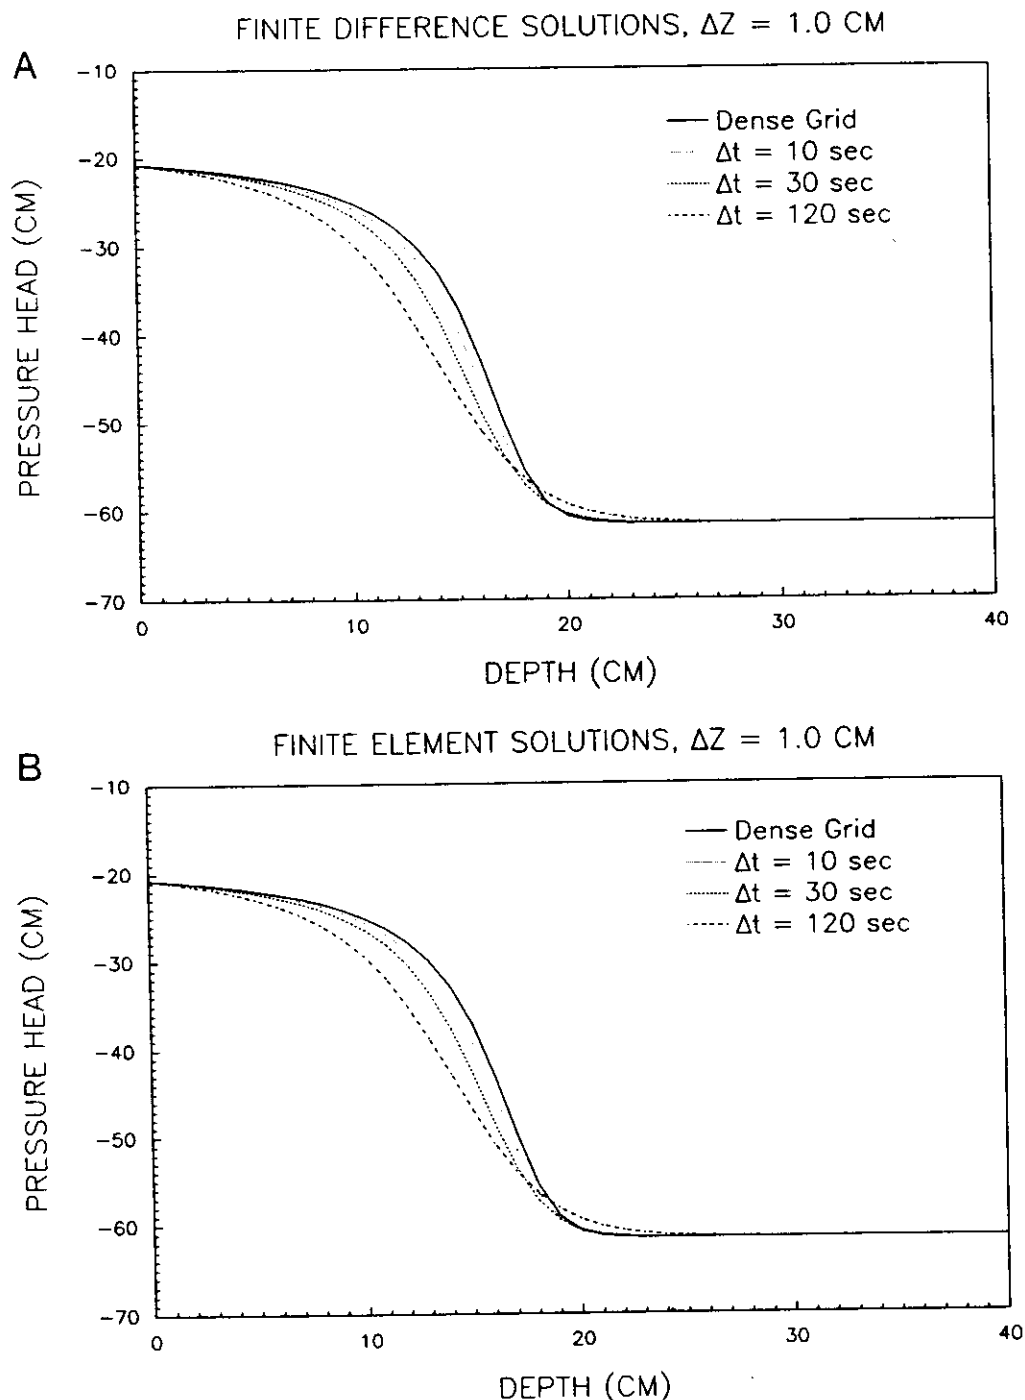 FINITE DIFFERENCE SOLUTIONS, ΔZ = 1.0 CM
A
-10
-20
-30
-40
-50
-60
-70
PRESSURE HEAD (CM)
Dense Grid
Δt = 10 sec
Δt = 30 sec
Δt = 120 sec
0 10 20 30 40
DEPTH (CM)
FINITE ELEMENT SOLUTIONS, ΔZ = 1.0 CM
B
-10
-20
-30
-40
-50
-60
-70
PRESSURE HEAD (CM)
Dense Grid
Δt = 10 sec
Δt = 30 sec
Δt = 120 sec
0 10 20 30 40
DEPTH (CM)